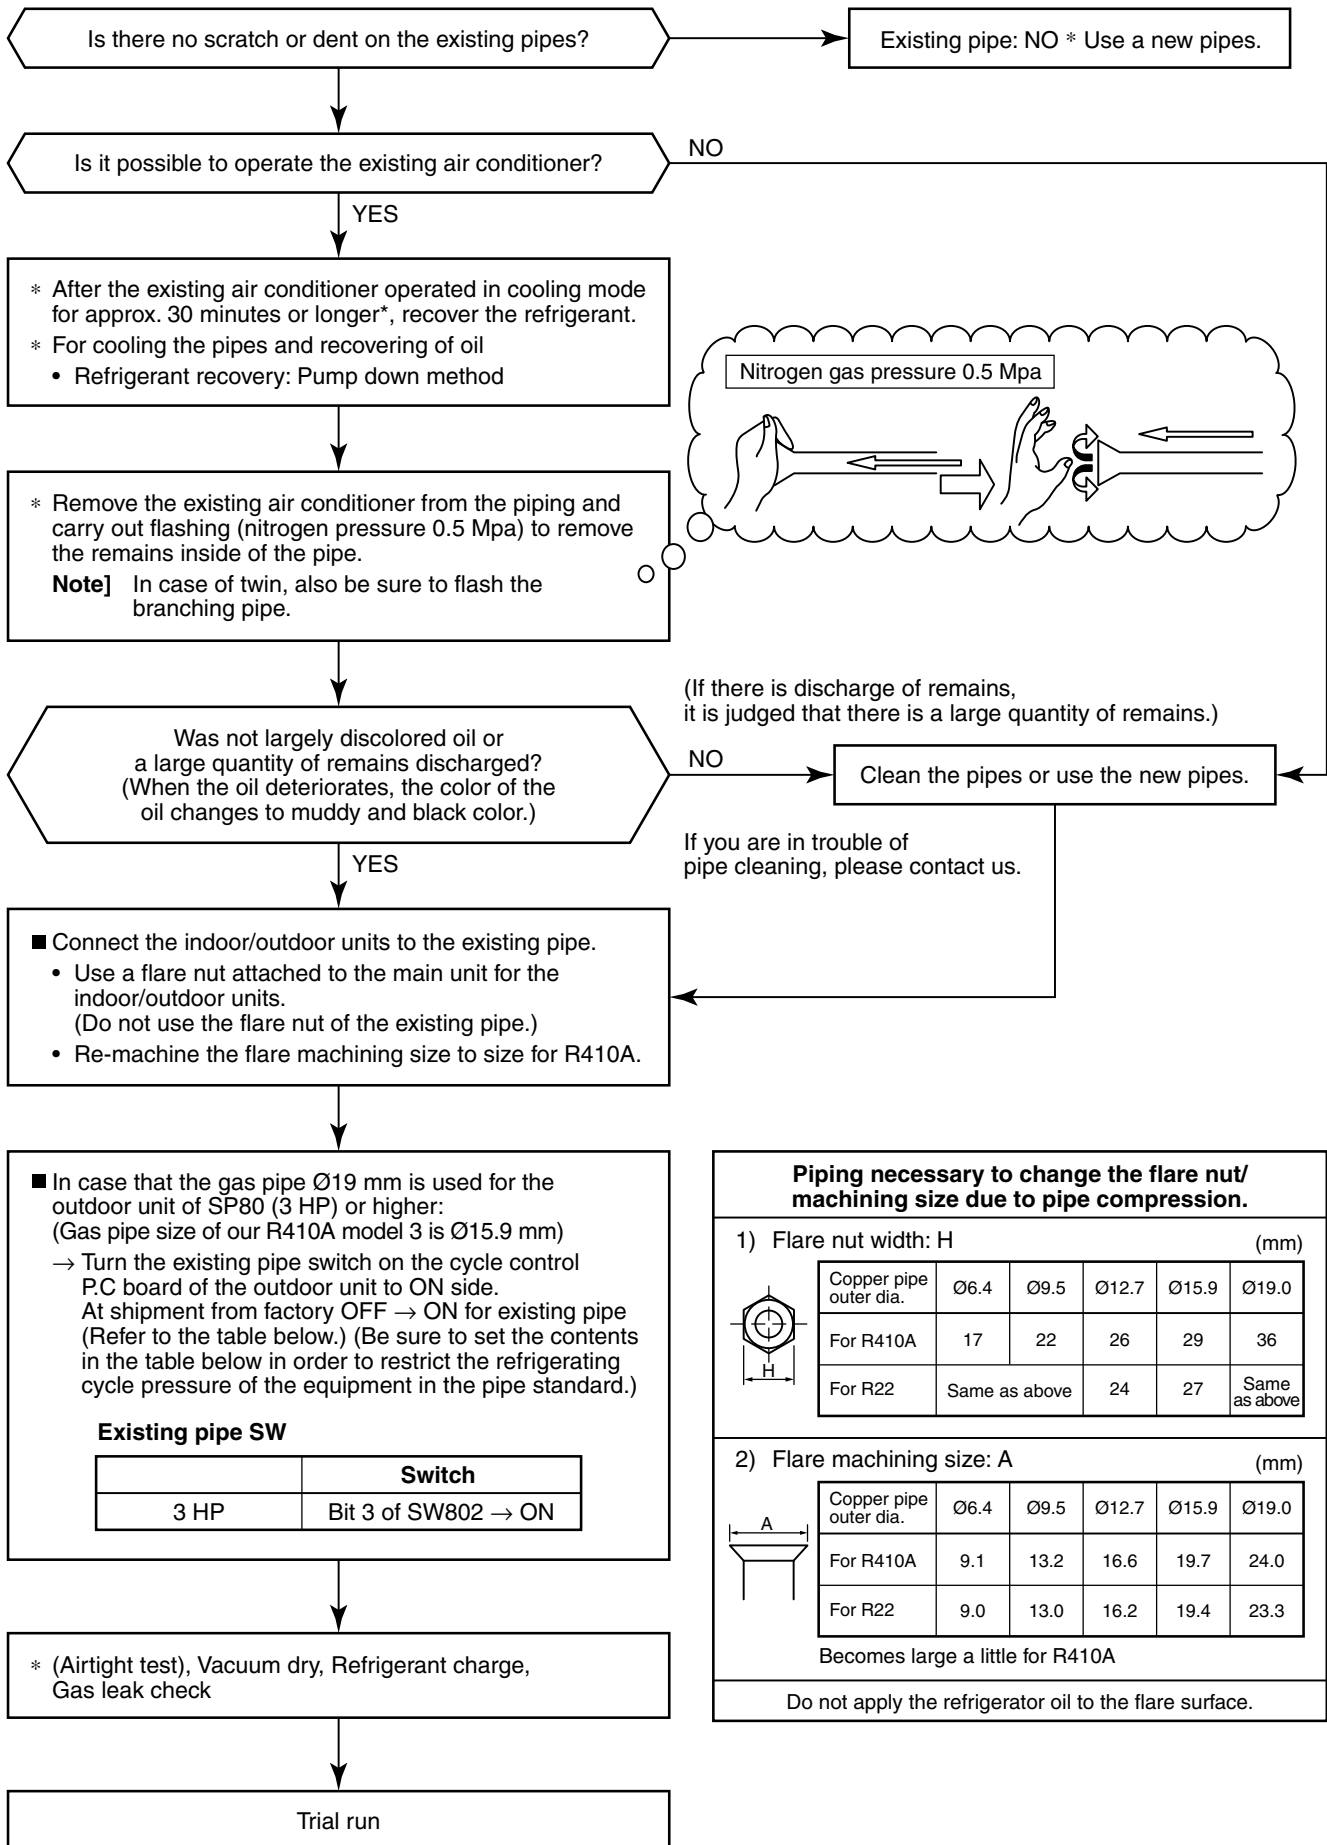 Is there no scratch or dent on the existing pipes?
Existing pipe: NO * Use a new pipes.
Is it possible to operate the existing air conditioner?
NO
YES
* After the existing air conditioner operated in cooling mode
for approx. 30 minutes or longer*, recover the refrigerant.
* For cooling the pipes and recovering of oil
• Refrigerant recovery: Pump down method
Nitrogen gas pressure 0.5 Mpa
* Remove the existing air conditioner from the piping and
carry out flashing (nitrogen pressure 0.5 Mpa) to remove
the remains inside of the pipe.
Note] In case of twin, also be sure to flash the
branching pipe.
(If there is discharge of remains,
it is judged that there is a large quantity of remains.)
Was not largely discolored oil or
a large quantity of remains discharged?
(When the oil deteriorates, the color of the
oil changes to muddy and black color.)
NO
Clean the pipes or use the new pipes.
If you are in trouble of
pipe cleaning, please contact us.
YES
■ Connect the indoor/outdoor units to the existing pipe.
• Use a flare nut attached to the main unit for the
indoor/outdoor units.
(Do not use the flare nut of the existing pipe.)
• Re-machine the flare machining size to size for R410A.
■ In case that the gas pipe Ø19 mm is used for the
outdoor unit of SP80 (3 HP) or higher:
(Gas pipe size of our R410A model 3 is Ø15.9 mm)
→ Turn the existing pipe switch on the cycle control
P.C board of the outdoor unit to ON side.
At shipment from factory OFF → ON for existing pipe
(Refer to the table below.) (Be sure to set the contents
in the table below in order to restrict the refrigerating
cycle pressure of the equipment in the pipe standard.)
Existing pipe SW
Switch
3 HP Bit 3 of SW802 → ON
Piping necessary to change the flare nut/
machining size due to pipe compression.
1) Flare nut width: H (mm)
H
Copper pipe
outer dia. Ø6.4 Ø9.5 Ø12.7 Ø15.9 Ø19.0
For R410A 17 22 26 29 36
For R22 Same as above 24 27 Same
as above
2) Flare machining size: A (mm)
A
Copper pipe
outer dia. Ø6.4 Ø9.5 Ø12.7 Ø15.9 Ø19.0
For R410A 9.1 13.2 16.6 19.7 24.0
For R22 9.0 13.0 16.2 19.4 23.3
Becomes large a little for R410A
Do not apply the refrigerator oil to the flare surface.
* (Airtight test), Vacuum dry, Refrigerant charge,
Gas leak check
Trial run